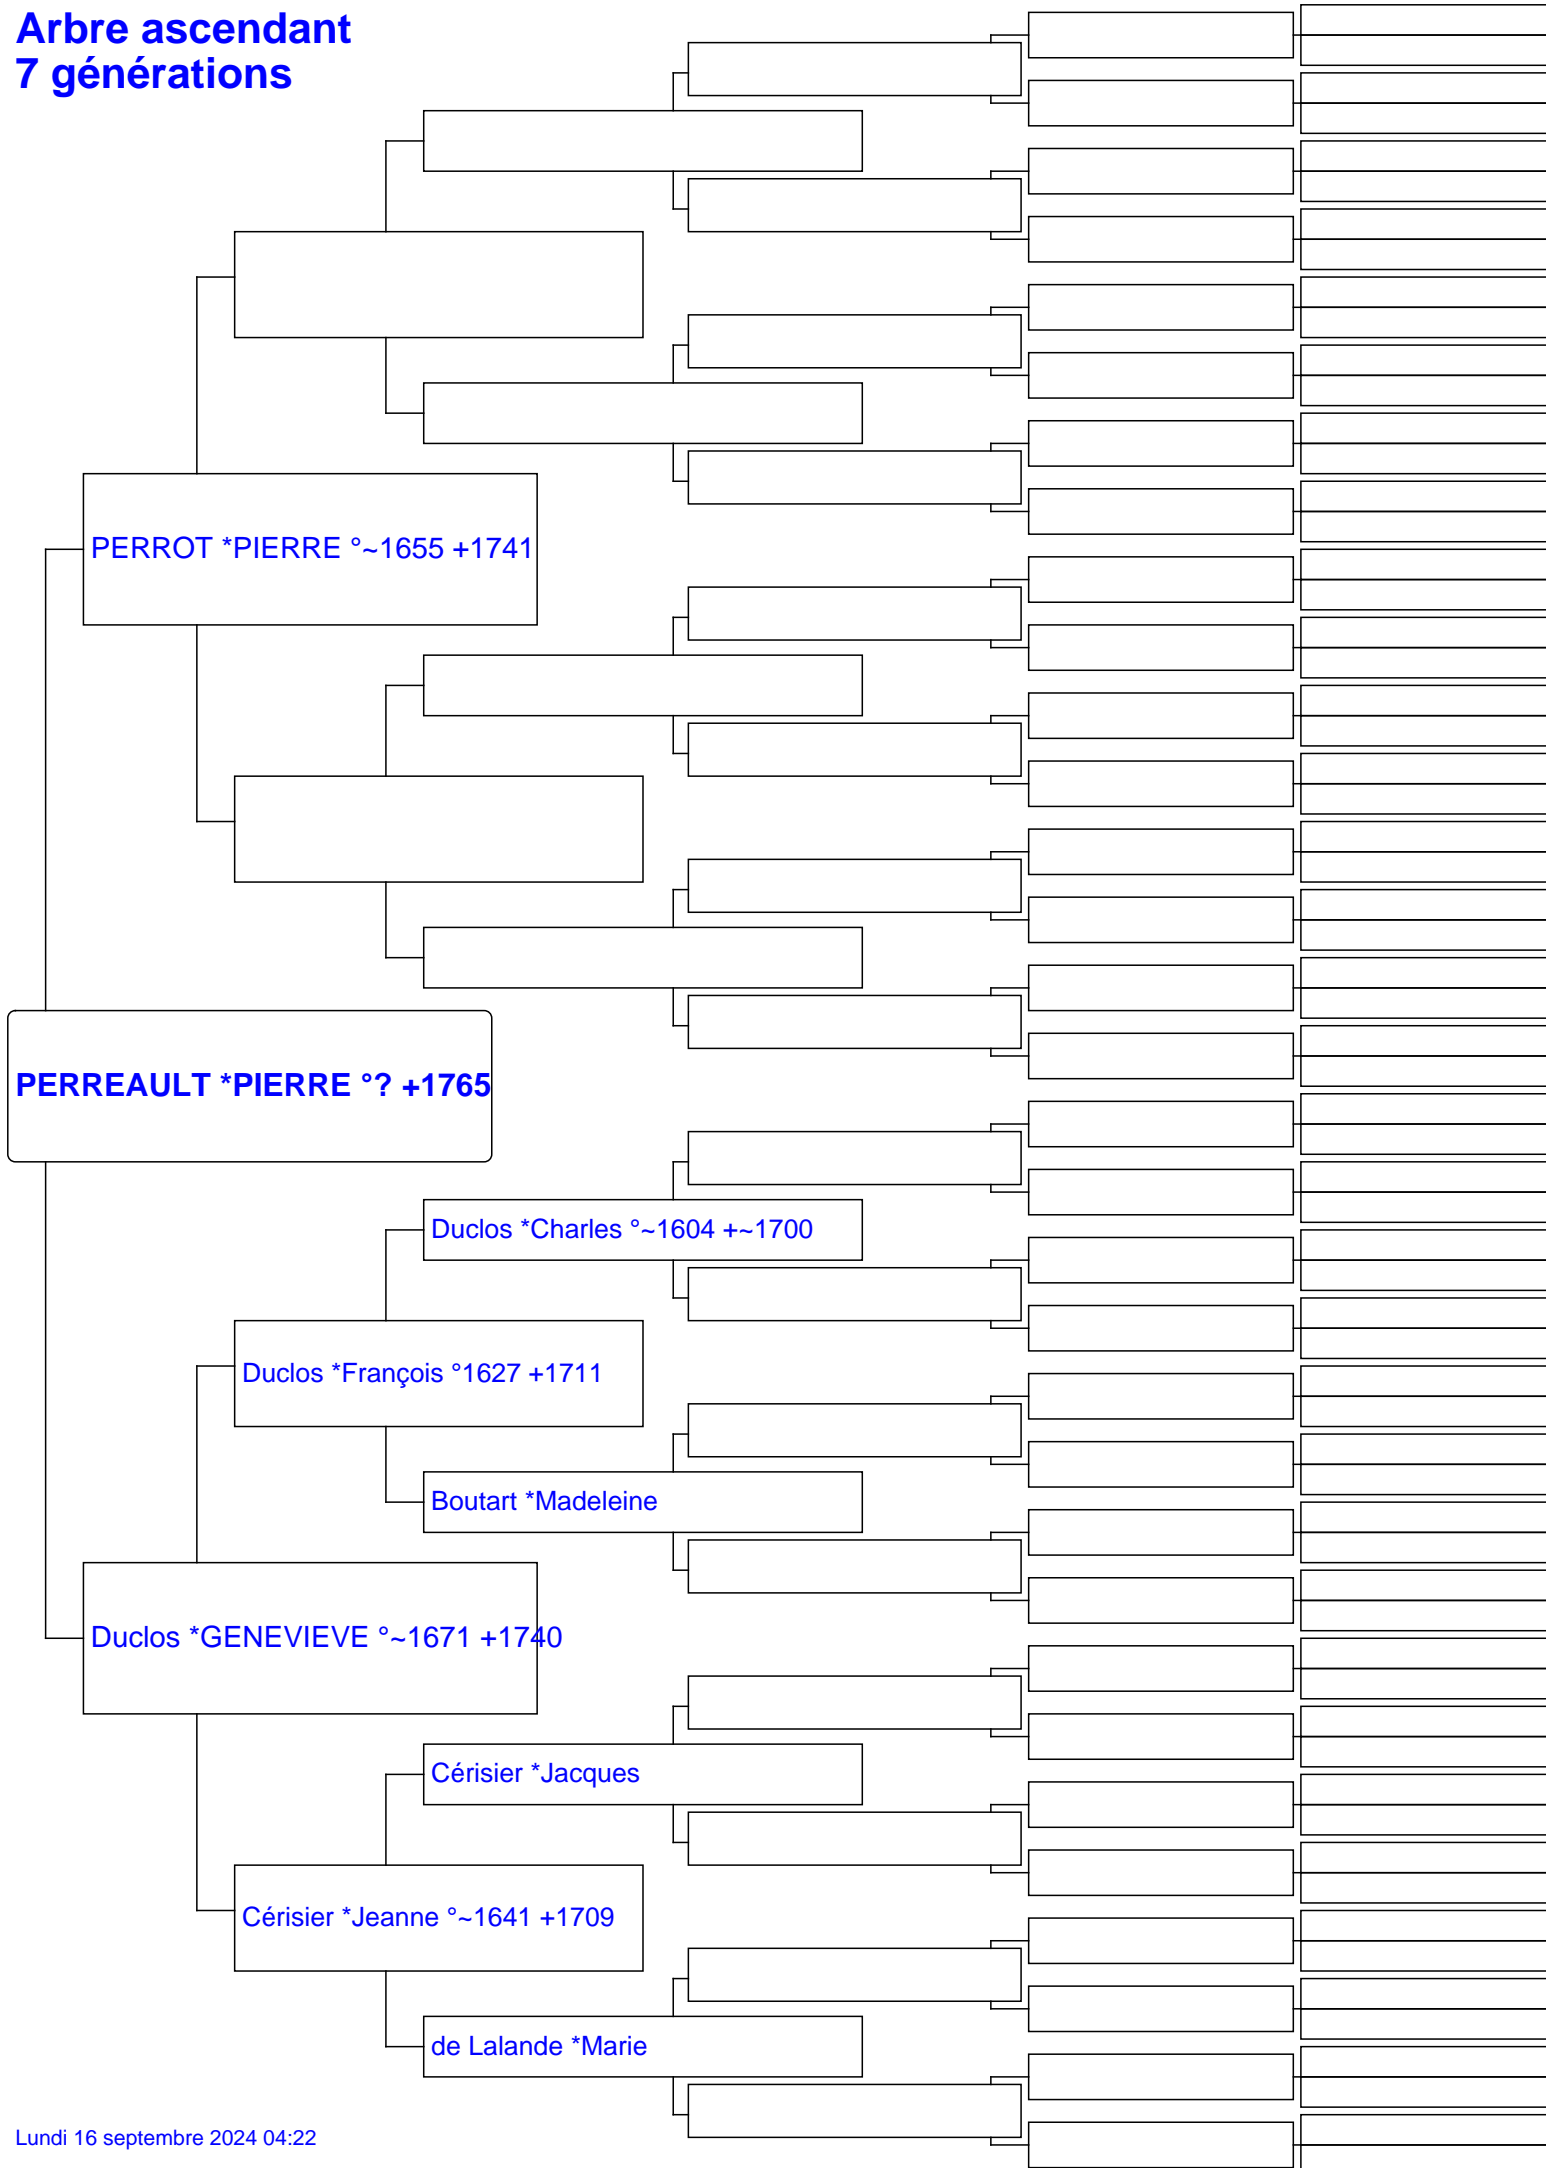 Arbre ascendant
7 générations
PERROT *PIERRE °~1655 +1741
PERREAULT *PIERRE °? +1765
Duclos *Charles °~1604 +~1700
Duclos *François °1627 +1711
Boutart *Madeleine
Duclos *GENEVIEVE °~1671 +1740
Cérisier *Jacques
Cérisier *Jeanne °~1641 +1709
de Lalande *Marie
Lundi 16 septembre 2024 04:22